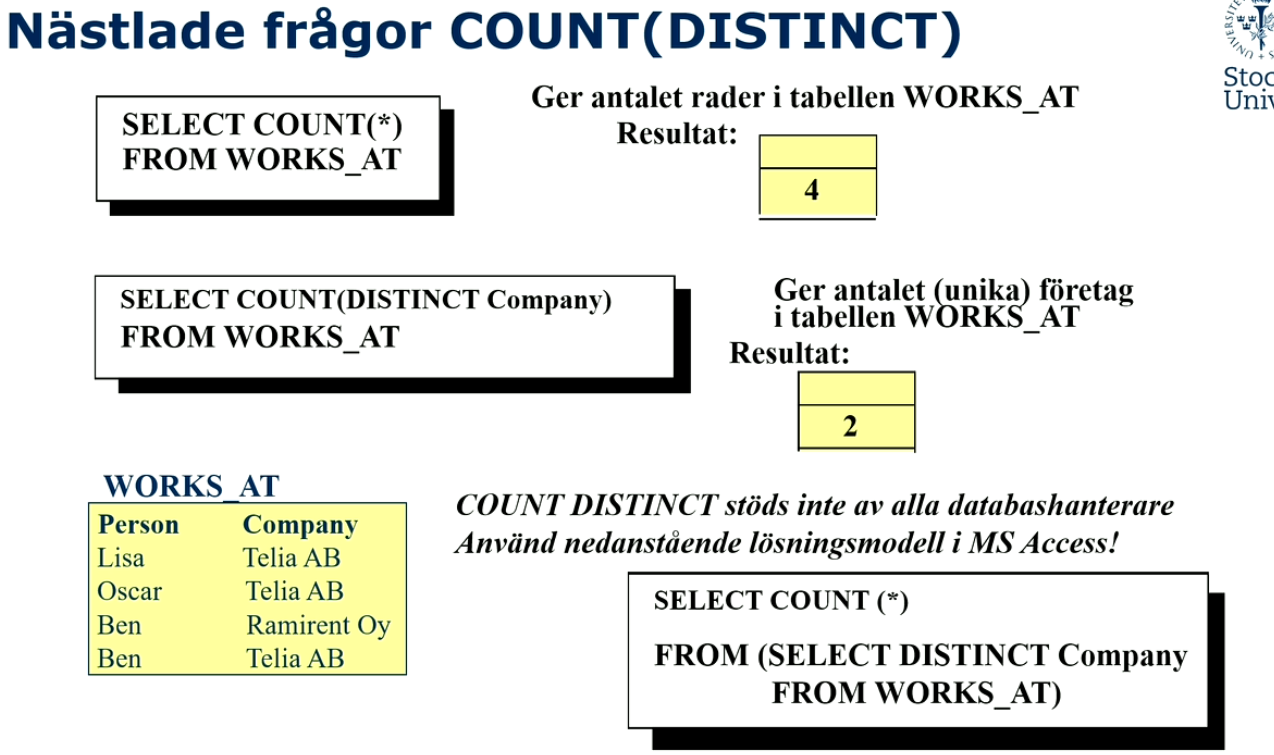 Nästlade frågor COUNT(DISTINCT)
SELECT COUNT(*)
FROM WORKS_AT
Ger antalet rader i tabellen WORKS_AT
Resultat:
4
SELECT COUNT(DISTINCT Company)
FROM WORKS_AT
Ger antalet (unika) företag
i tabellen WORKS_AT
Resultat:
2
WORKS_AT
Person Company
Lisa Telia AB
Oscar Telia AB
Ben Ramirent Oy
Ben Telia AB
COUNT DISTINCT stöds inte av alla databashanterare
Använd nedanstående lösningsmodell i MS Access!
SELECT COUNT (*)
FROM (SELECT DISTINCT Company
FROM WORKS_AT)